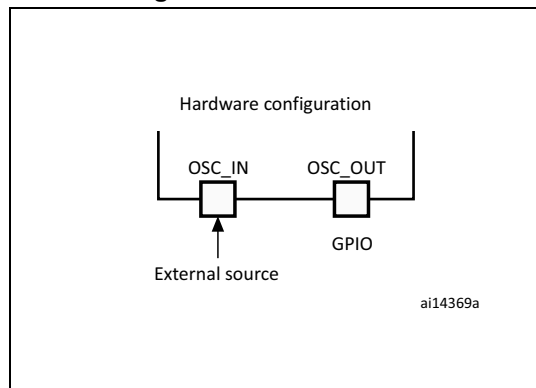 Hardware configuration
OSC_IN OSC_OUT
GPIO
External source
ai14369a